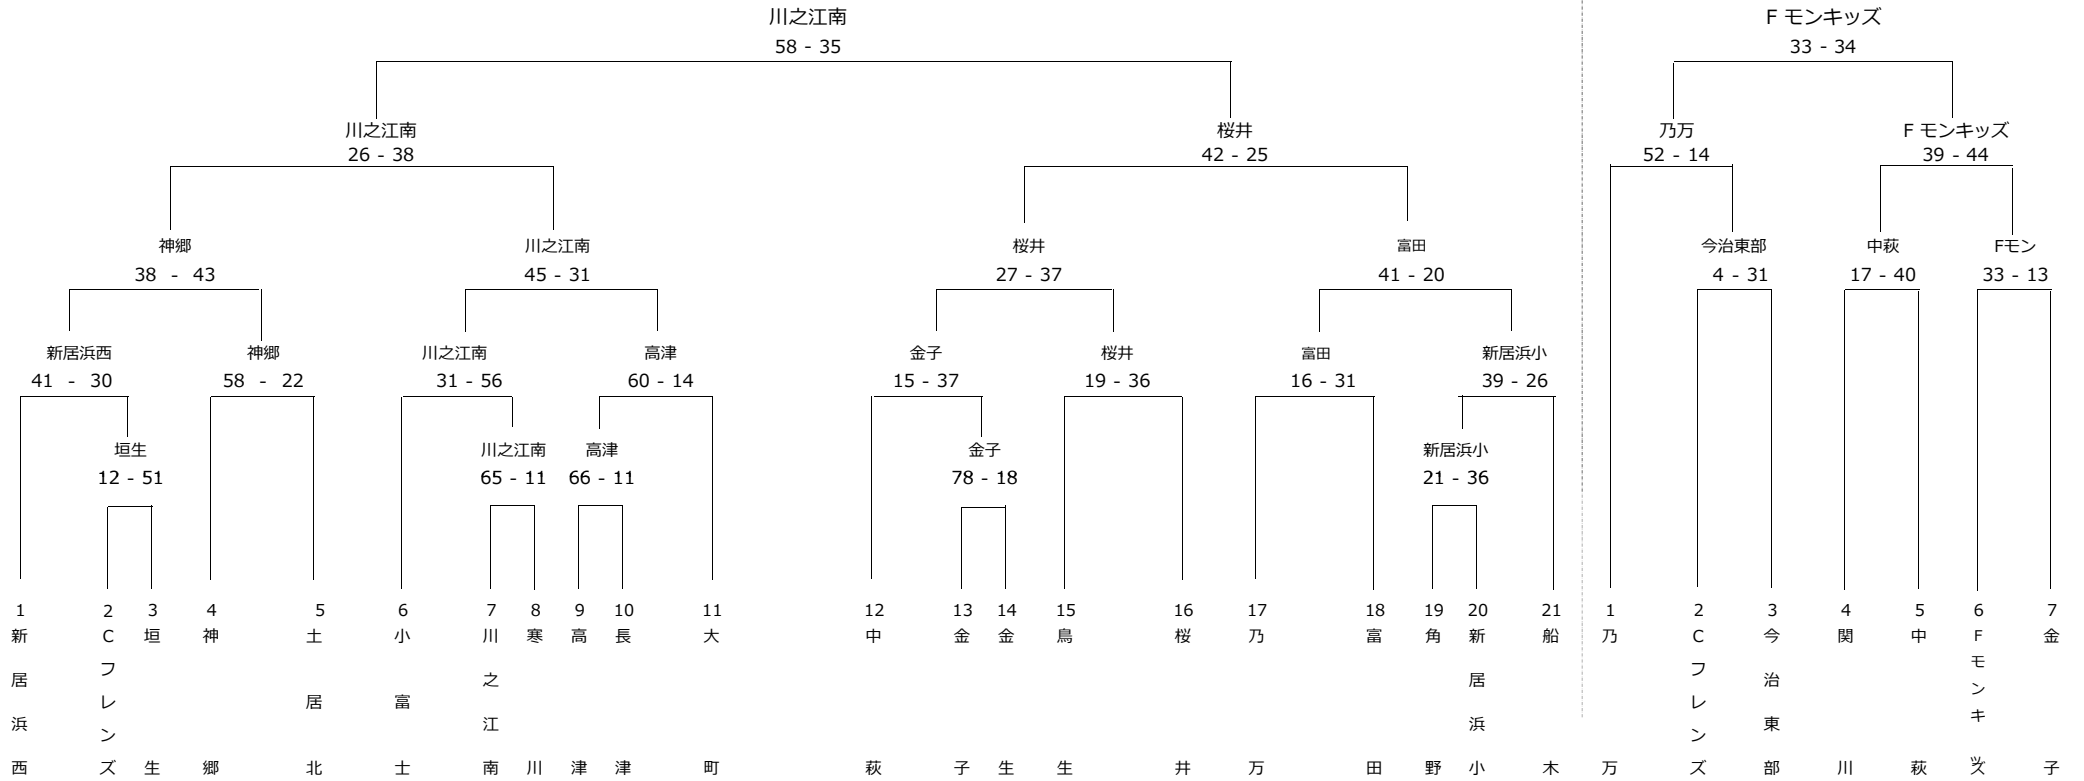 川之江南
58 - 35
川之江南
26 - 38
桜井
42 - 25
神郷
38 - 43
川之江南
45 - 31
桜井
27 - 37
富田
41 - 20
新居浜西
41 - 30
神郷
58 - 22
川之江南
31 - 56
高津
60 - 14
金子
15 - 37
桜井
19 - 36
富田
16 - 31
新居浜小
39 - 26
垣生
12 - 51
川之江南
65 - 11
高津
66 - 11
金子
78 - 18
新居浜小
21 - 36
1
新居浜西
2
Cフレンズ
3
垣生
4
神郷
5
土居北
6
小富士
7
川之江南
8
寒川
9
高津
10
長津
11
大町
12
中萩
13
金子
14
金生
15
鳥生
16
桜井
17
乃万
18
富田
19
角野
20
新居浜小
21
船木
F モンキッズ
33 - 34
乃万
52 - 14
F モンキッズ
39 - 44
今治東部
4 - 31
中萩
17 - 40
Fモン
33 - 13
1
乃万
2
Cフレンズ
3
今治東部
4
関川
5
中萩
6
Fモンキッズ
7
金子